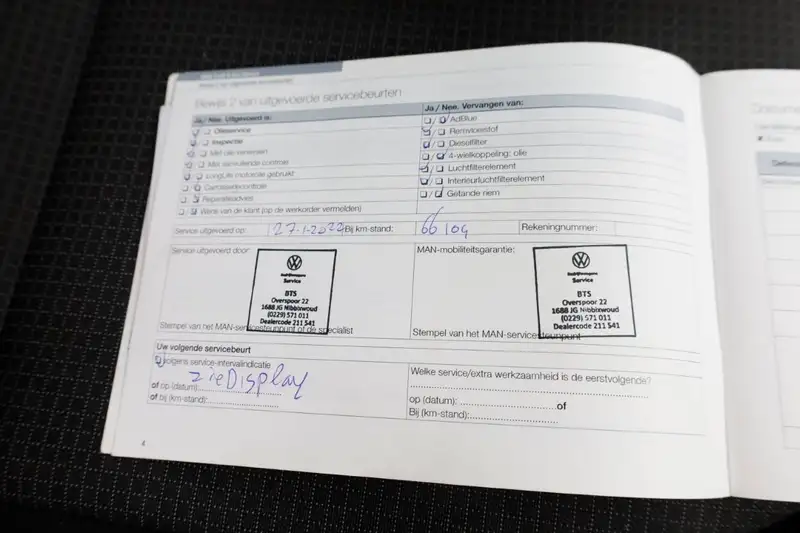 Bewijs 2 van uitgevoerde servicebeurten
Ja / Nee. Uitgevoerd is:
Olieservice
Inspectie
Met olie verversen
Met aanvullende controle
LongLife motorolie gebruikt
Carrosseriecontrole
Reparatieadvies
Wens van de klant (op de werkorder vermelden)
Ja / Nee. Vervangen van:
AdBlue
Remvloeistof
Dieselfilter
4-wielkoppeling: olie
Luchtfilterelement
Interieurluchtfilterelement
Getande riem
Service uitgevoerd op: 27-1-2022 Bij km-stand: 66109 Rekeningnummer:
Service uitgevoerd door:
Bedrijfswagens
Service
BTS
Overspoor 22
1688 JG Nibbixwoud
(0229) 571 011
Dealercode 211 541
Stempel van het MAN-servicesteunpunt of de specialist
MAN-mobiliteitsgarantie:
Bedrijfswagens
Service
BTS
Overspoor 22
1688 JG Nibbixwoud
(0229) 571 011
Dealercode 211 541
Stempel van het MAN-servicesteunpunt
Uw volgende servicebeurt
volgens service-intervalindicatie
zie Display
of op (datum):
of bij (km-stand):
Welke service/extra werkzaamheid is de eerstvolgende?
op (datum): of
Bij (km-stand):
4